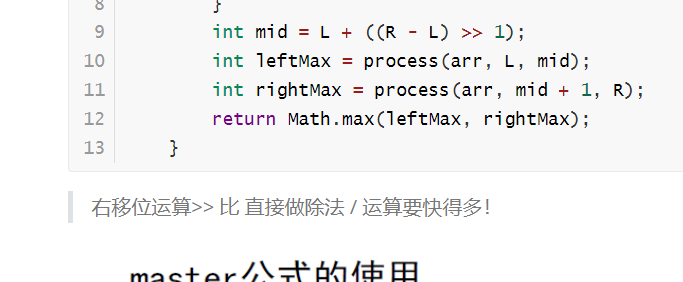 8 }
9 int mid = L + ((R - L) >> 1);
10 int leftMax = process(arr, L, mid);
11 int rightMax = process(arr, mid + 1, R);
12 return Math.max(leftMax, rightMax);
13 }
右移位运算>> 比 直接做除法 / 运算要快得多！
master公式的使用